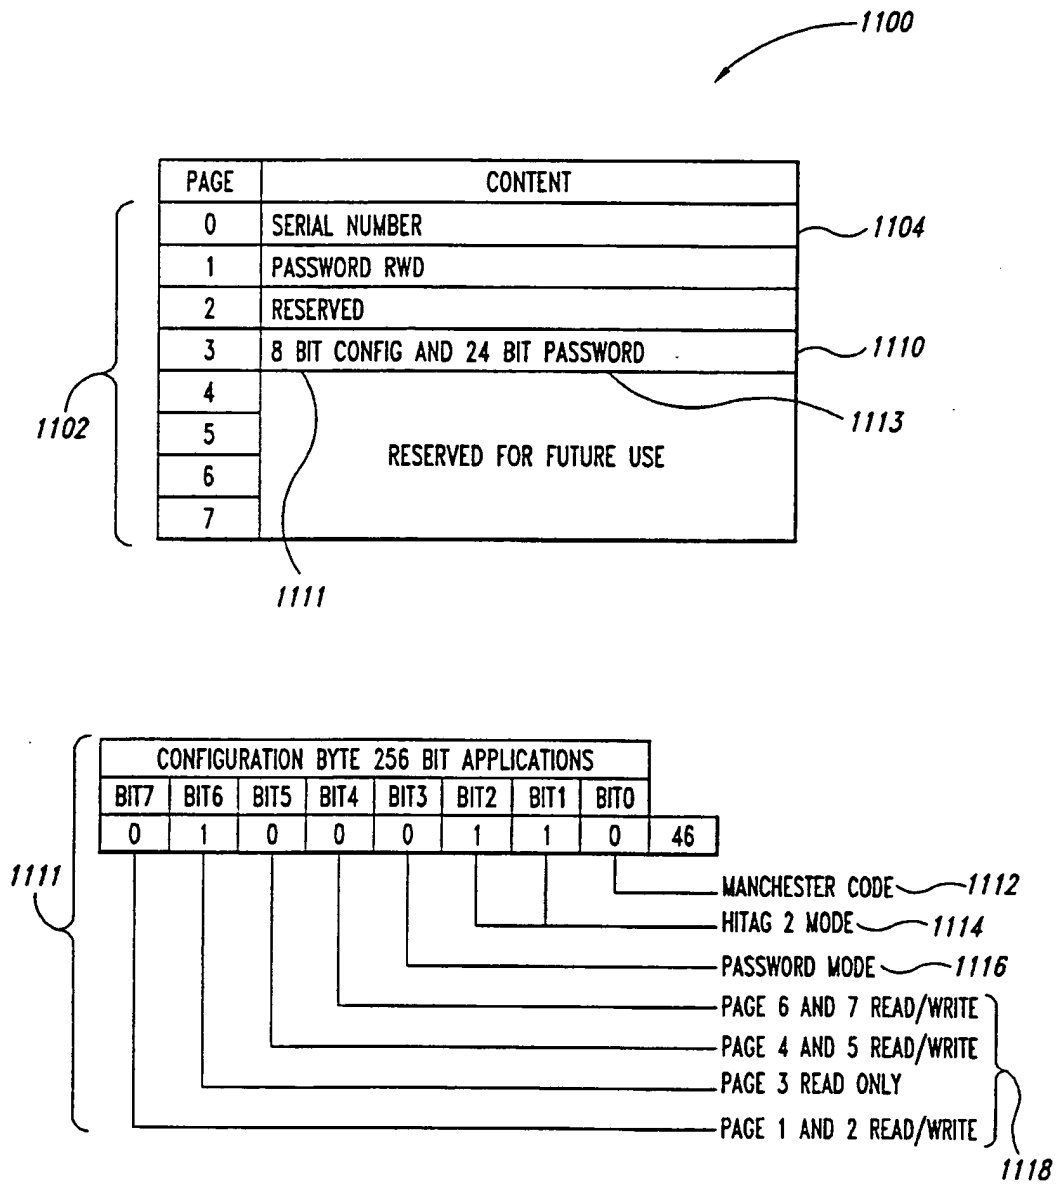 1100
PAGE CONTENT
0 SERIAL NUMBER 1104
1 PASSWORD RWD
2 RESERVED
3 8 BIT CONFIG AND 24 BIT PASSWORD 1110
4
1102
1113
5
RESERVED FOR FUTURE USE
6
7
1111
CONFIGURATION BYTE 256 BIT APPLICATIONS
BIT7 BIT6 BIT5 BIT4 BIT3 BIT2 BIT1 BIT0
0 1 0 0 0 1 1 0 46
1111
MANCHESTER CODE 1112
HITAG 2 MODE 1114
PASSWORD MODE 1116
PAGE 6 AND 7 READ/WRITE
PAGE 4 AND 5 READ/WRITE
PAGE 3 READ ONLY
PAGE 1 AND 2 READ/WRITE
1118